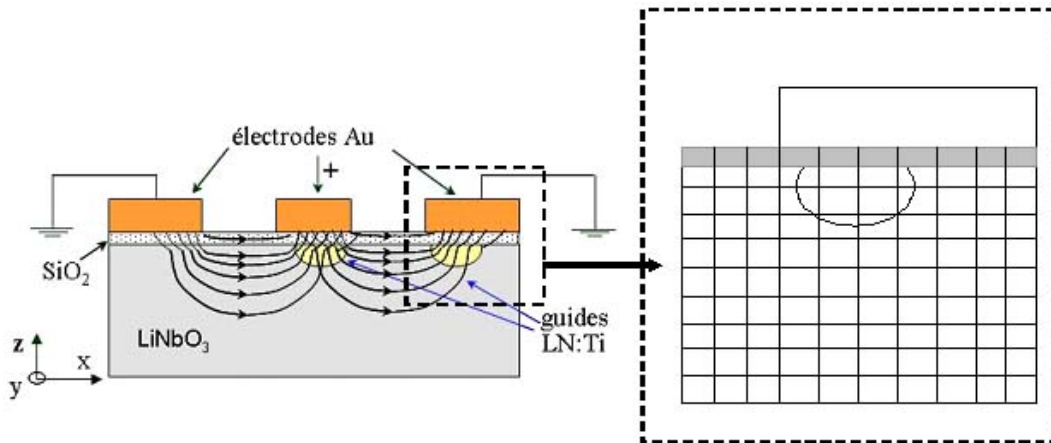 électrodes Au
+
SiO2
LiNbO3
guides
LN:Ti
z
y
x